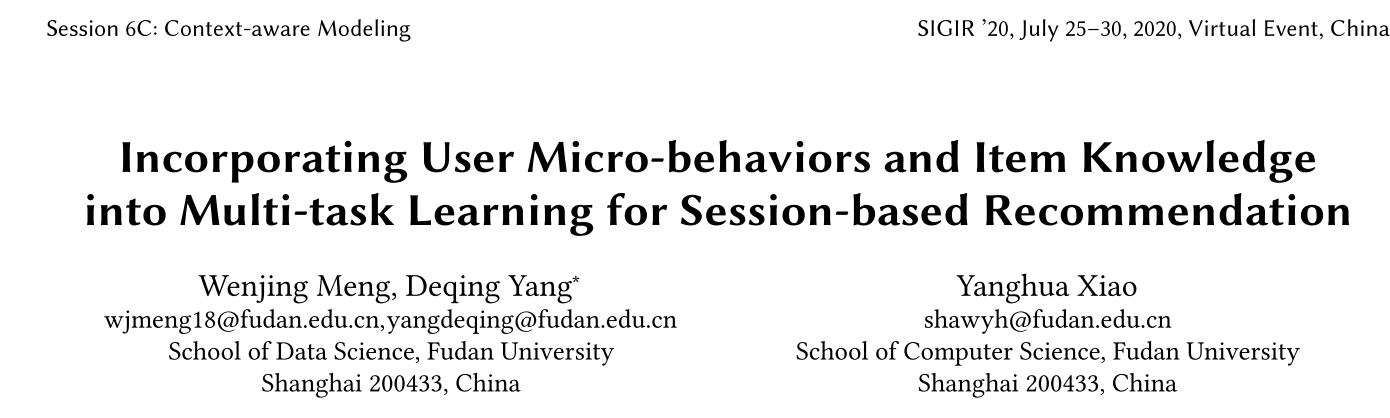 Session 6C: Context-aware Modeling
SIGIR ’20, July 25–30, 2020, Virtual Event, China
Incorporating User Micro-behaviors and Item Knowledge
into Multi-task Learning for Session-based Recommendation
Wenjing Meng, Deqing Yang*
wjmeng18@fudan.edu.cn,yangdeqing@fudan.edu.cn
School of Data Science, Fudan University
Shanghai 200433, China
Yanghua Xiao
shawyh@fudan.edu.cn
School of Computer Science, Fudan University
Shanghai 200433, China